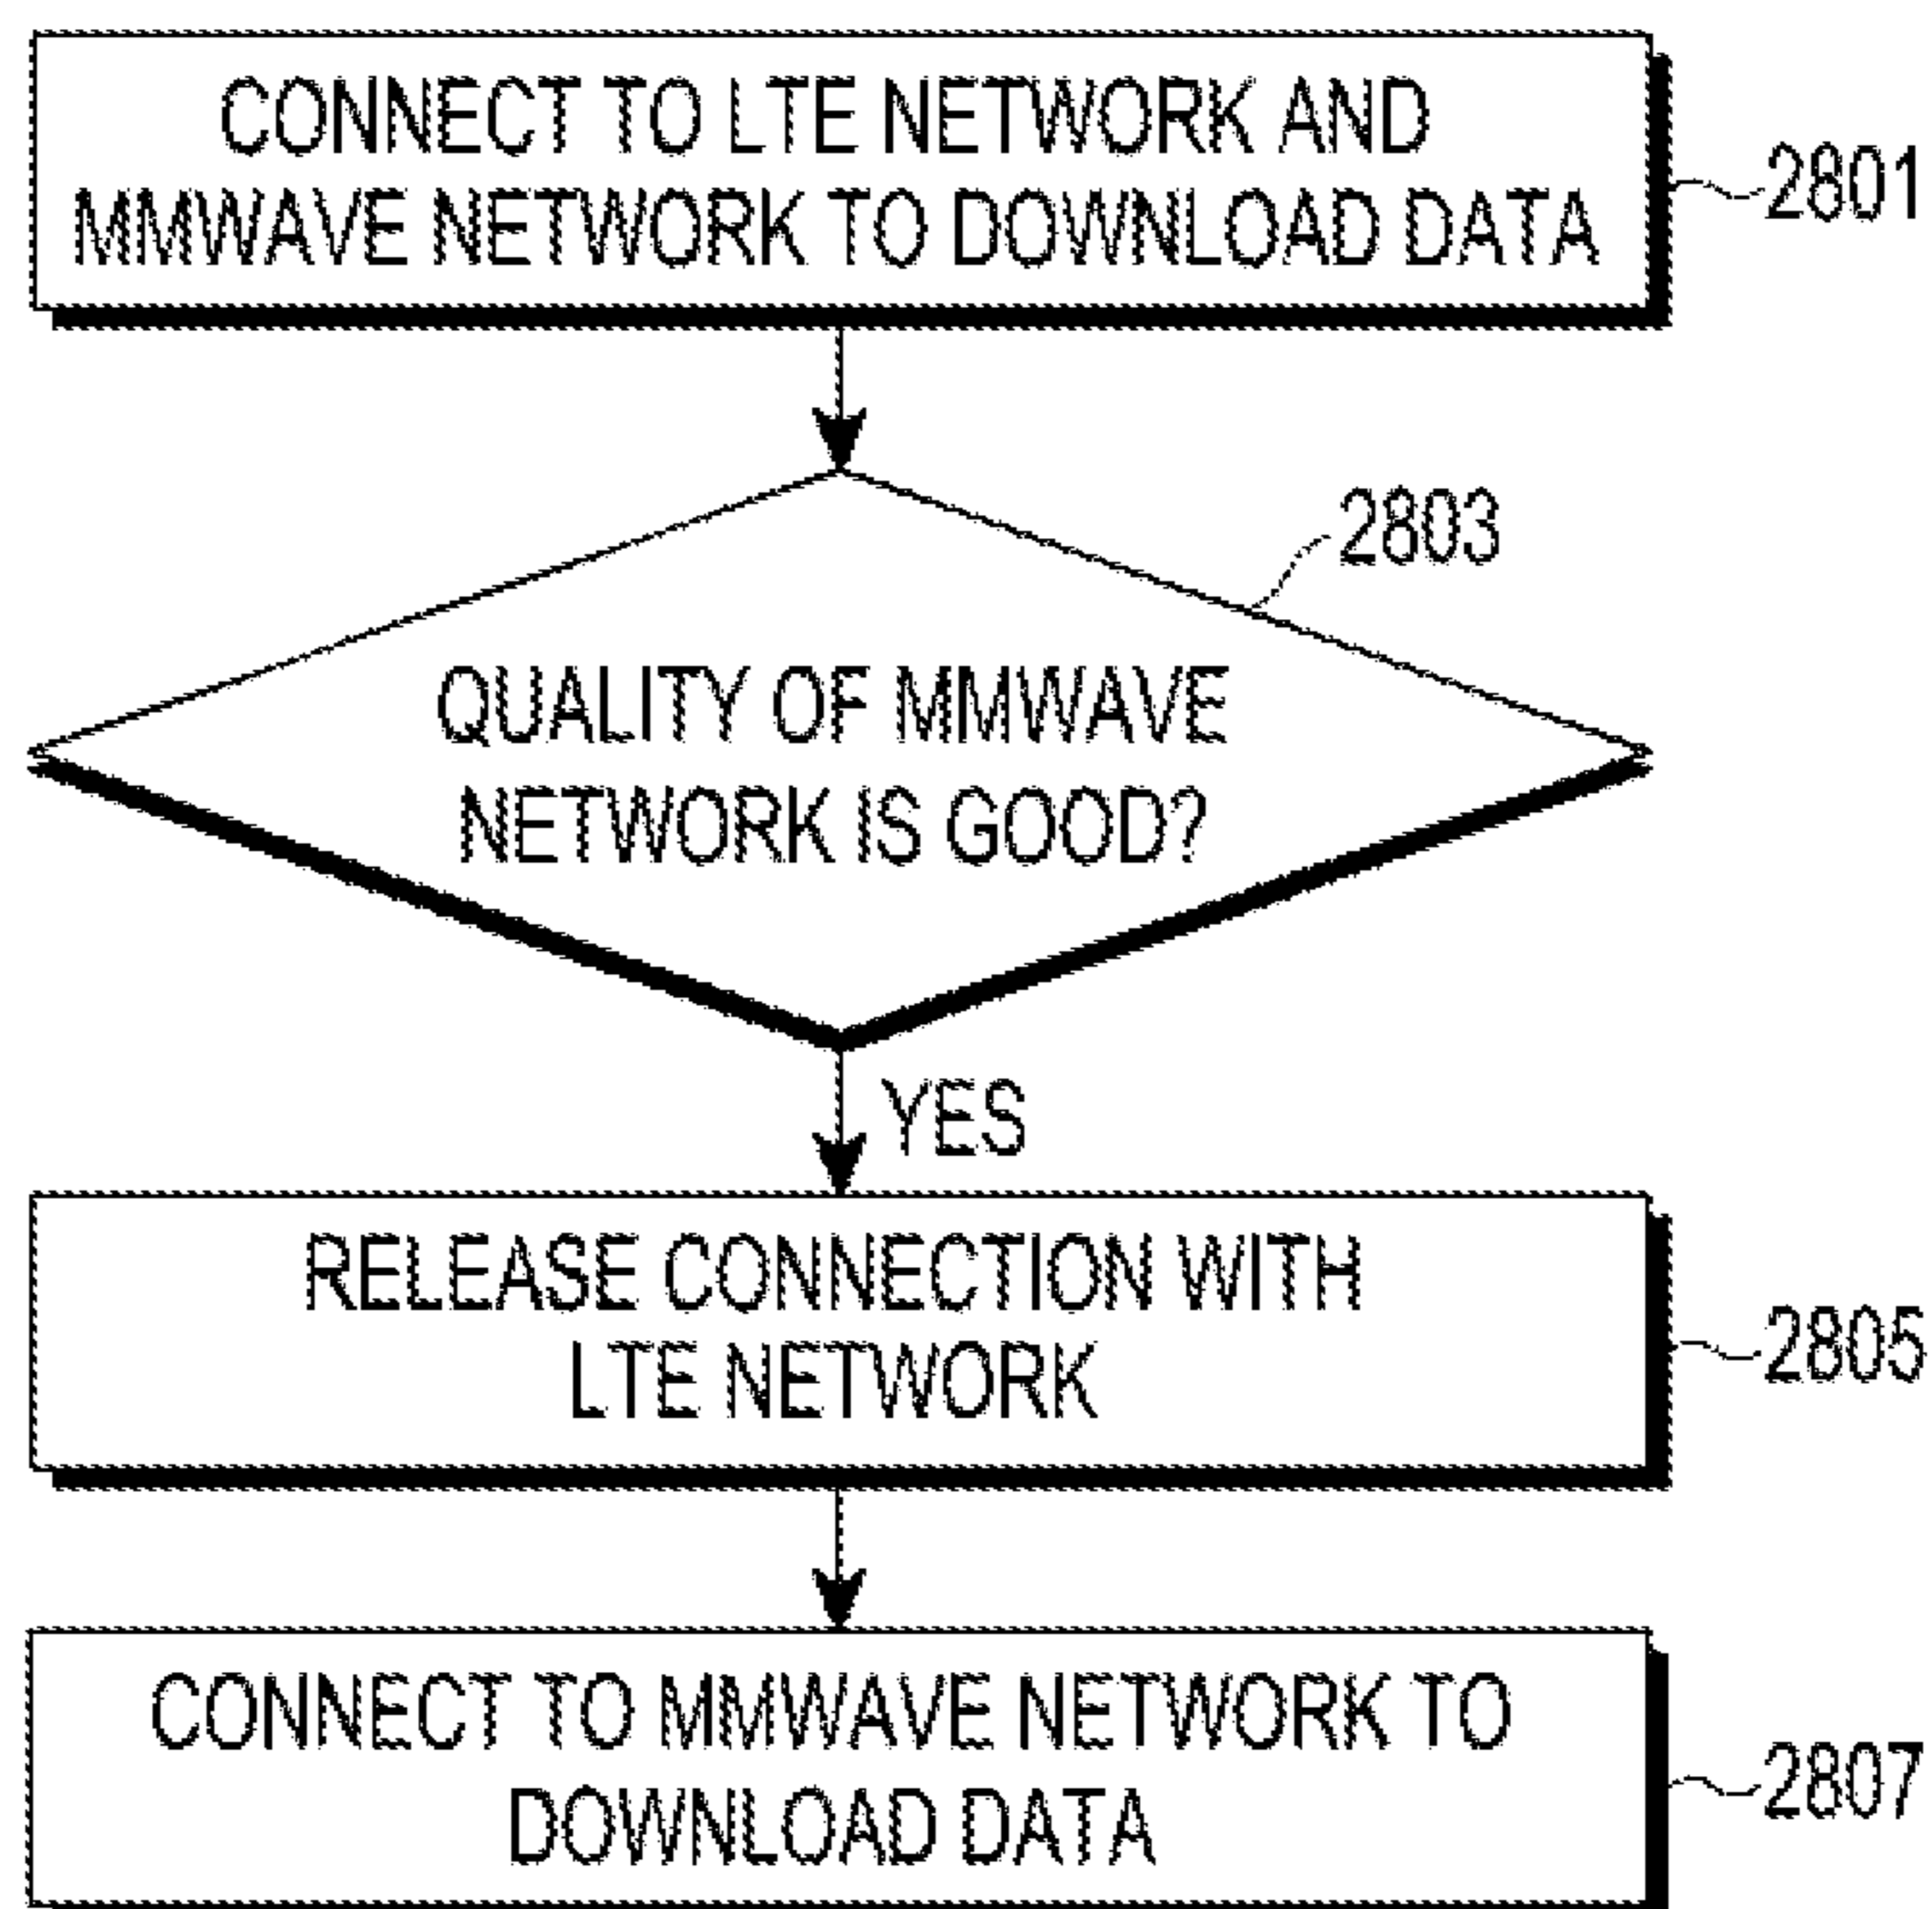 CONNECT TO LTE NETWORK AND
MMWAVE NETWORK TO DOWNLOAD DATA
2801
2803
QUALITY OF MMWAVE
NETWORK IS GOOD?
YES
RELEASE CONNECTION WITH
LTE NETWORK
2805
CONNECT TO MMWAVE NETWORK TO
DOWNLOAD DATA
2807